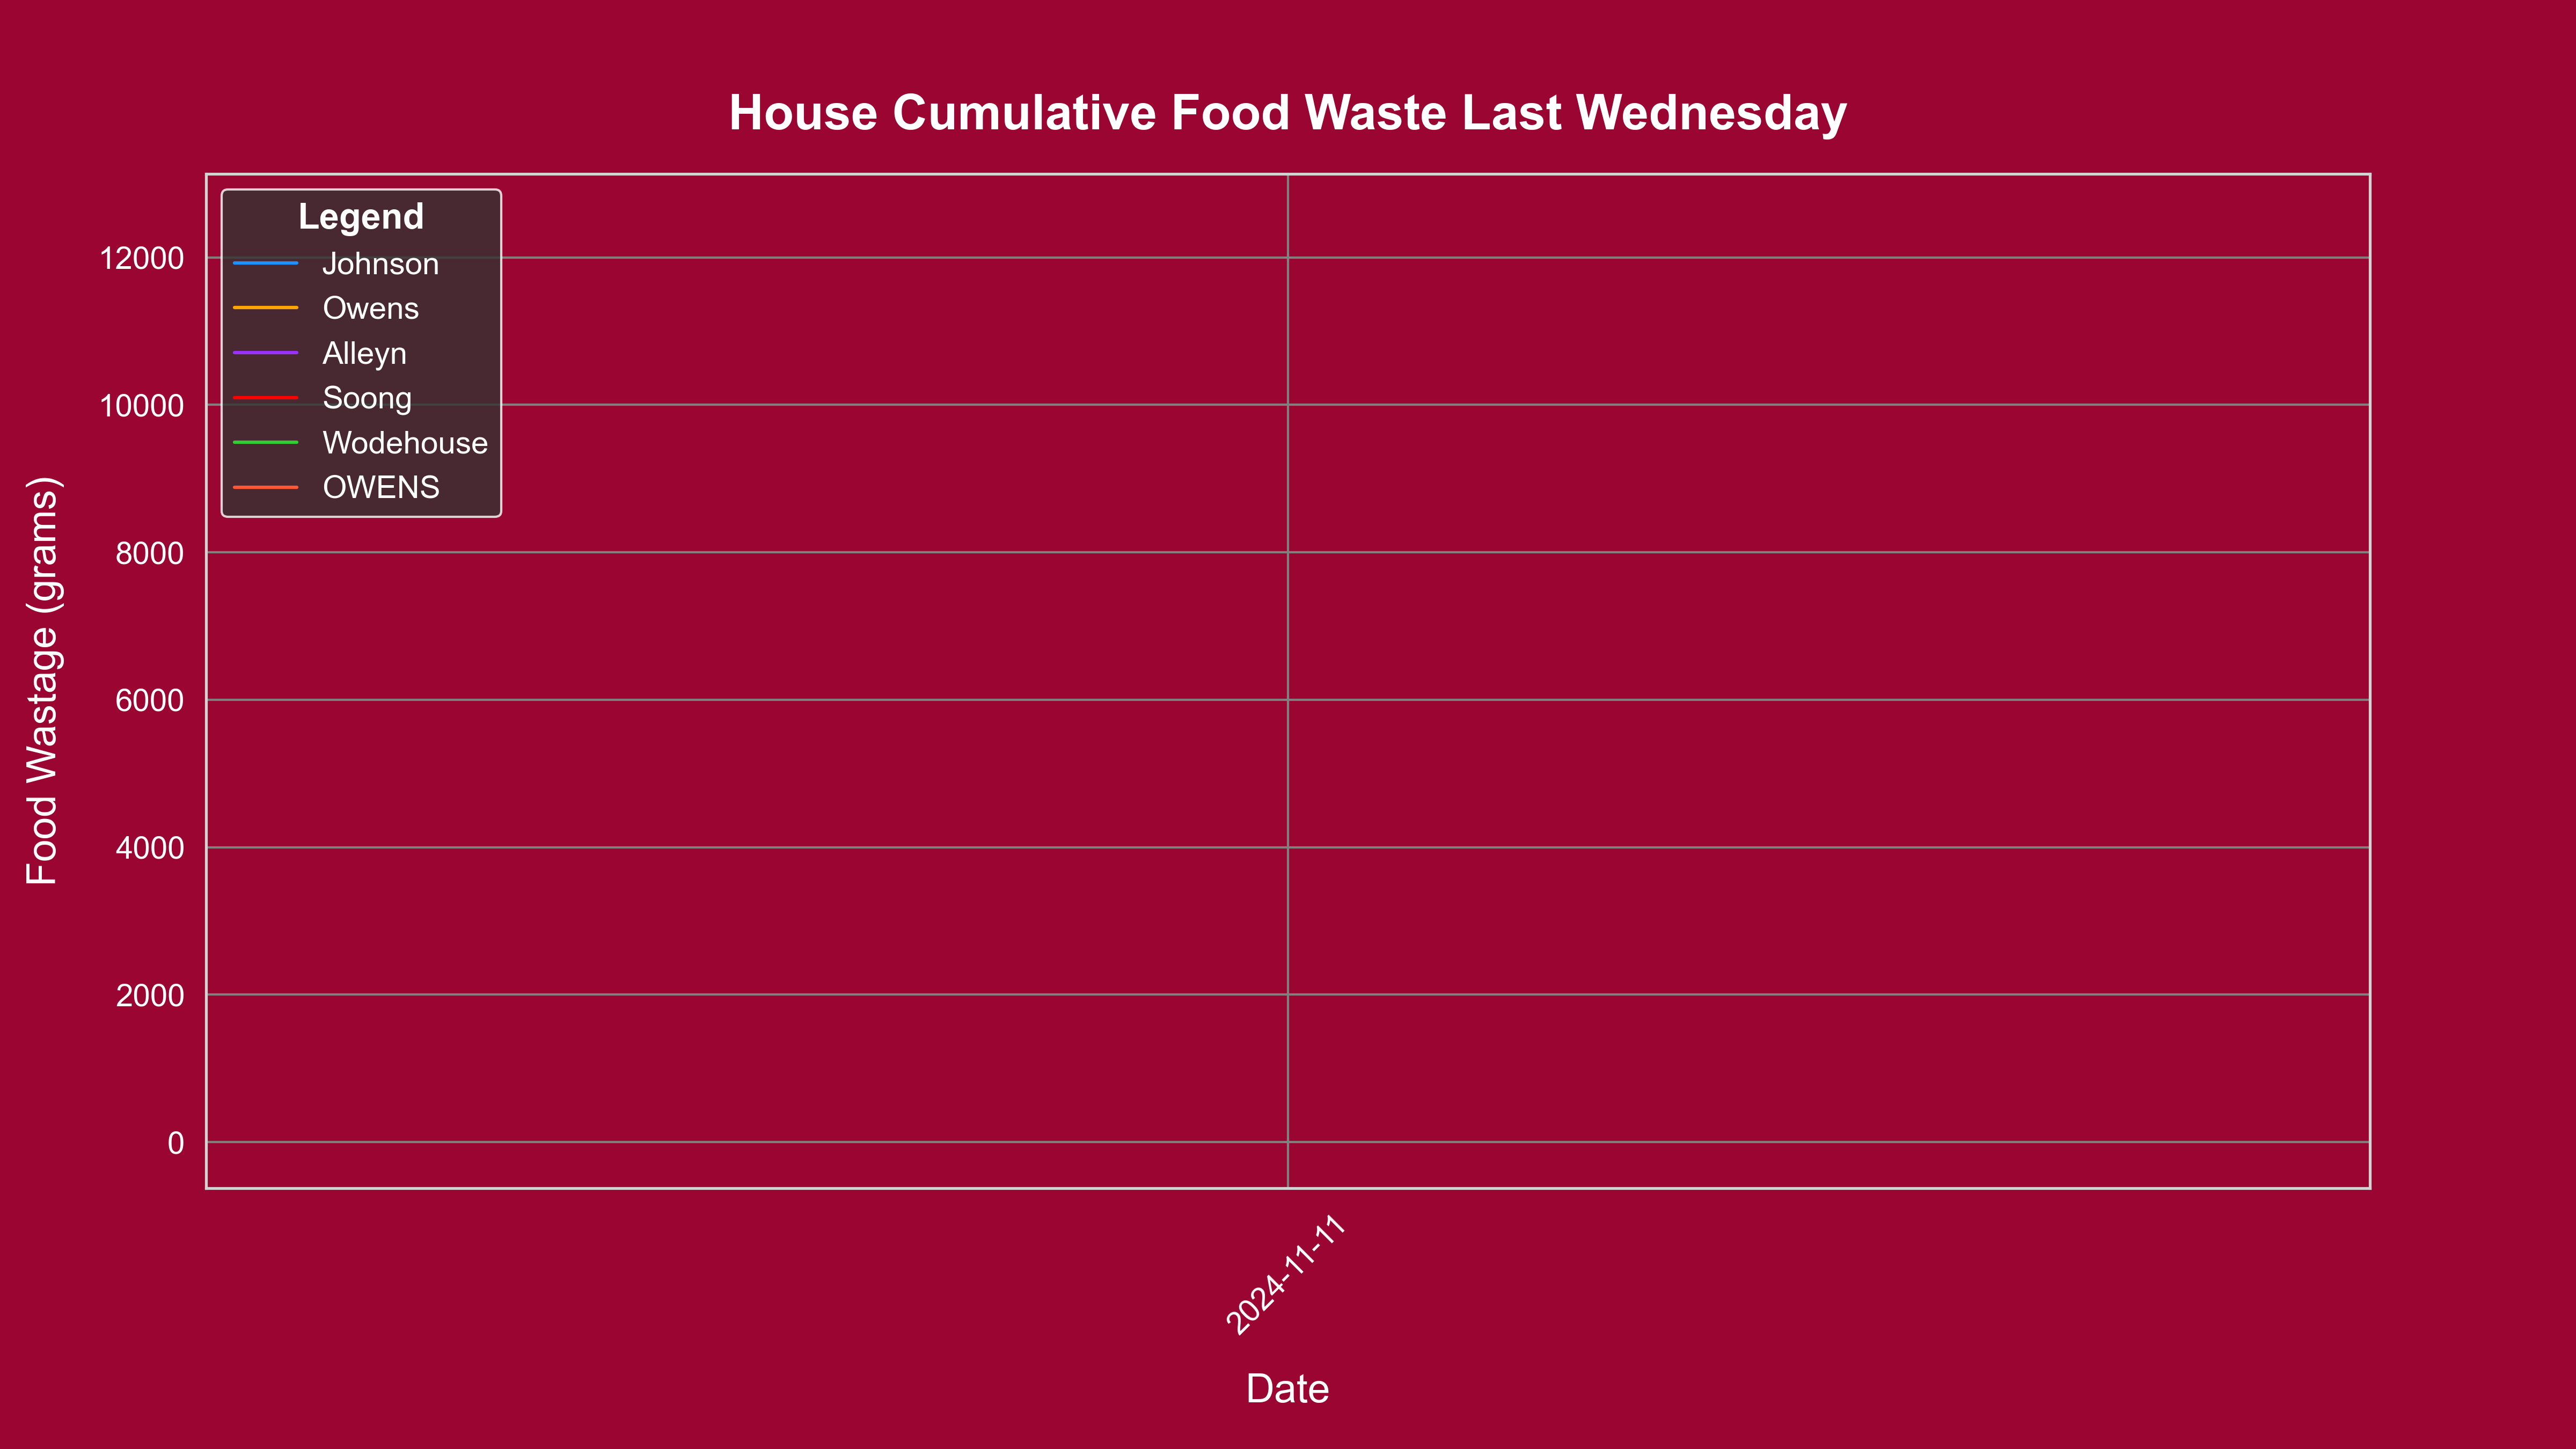 House Cumulative Food Waste Last Wednesday
Legend
Johnson
Owens
Alleyn
Soong
Wodehouse
OWENS
12000
10000
8000
6000
4000
2000
0
Food Wastage (grams)
2024-11-11
Date